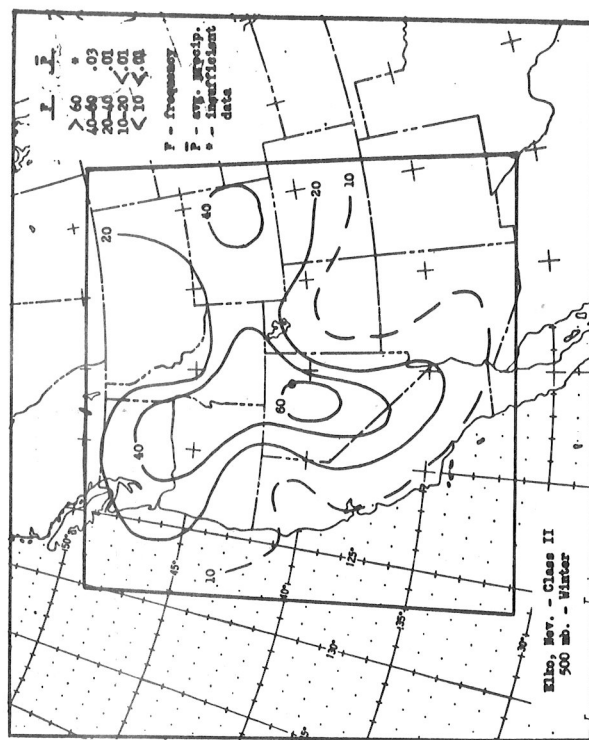 F P̄
> 60 *
40-60 .03
20-40 .01
10-20 <.01
< 10 <.01
F - frequency
P̄ - avg. precip.
* - insufficient
data
20
40
20
10
40
60
10
50°
45°
40°
35°
30°
125°
130°
135°
Elko, Nev. - Class II
500 mb. - Winter